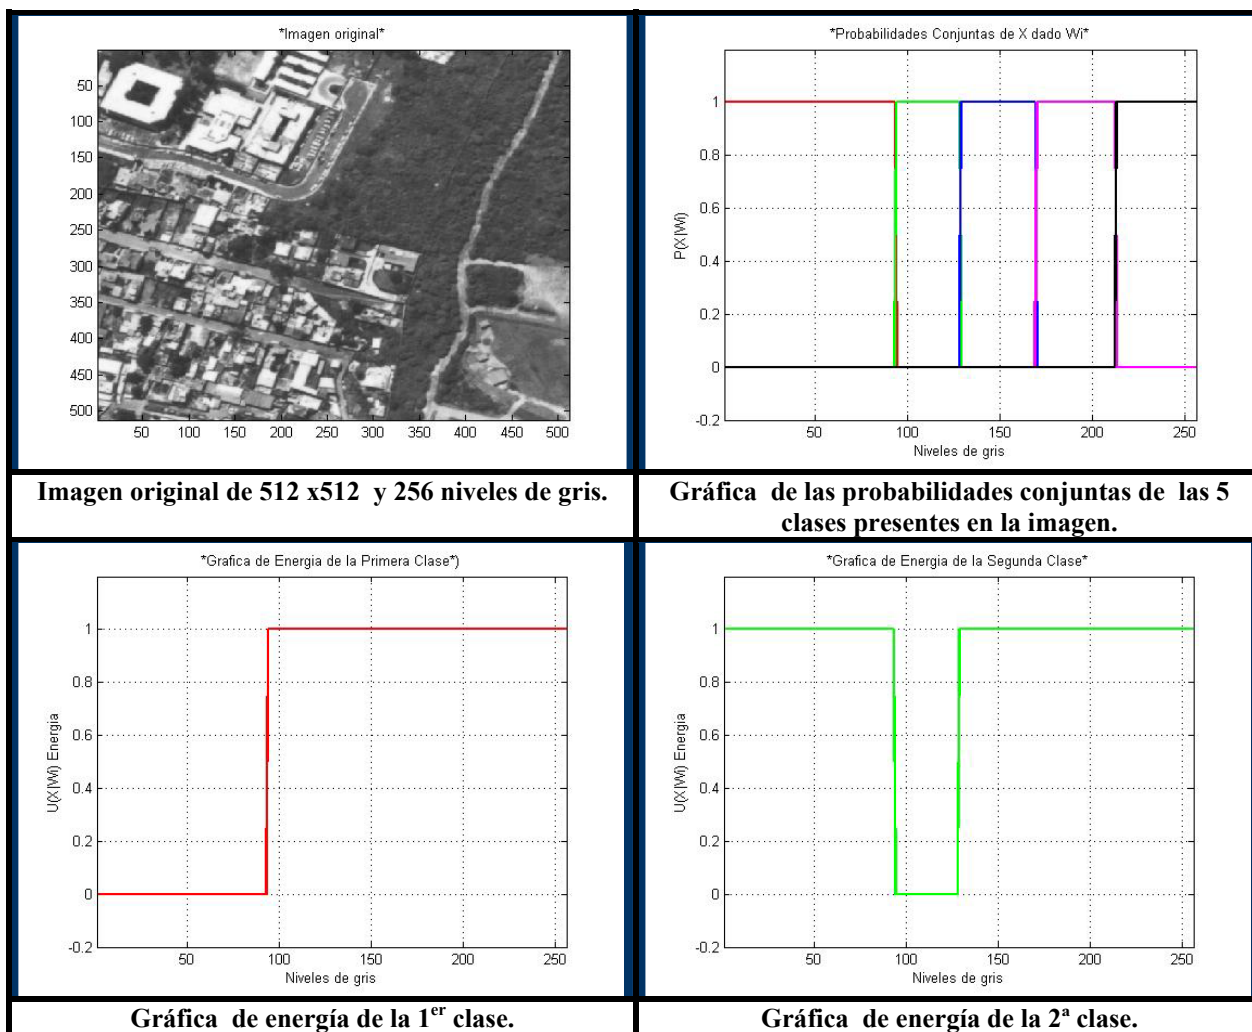 *Imagen original*
50
100
150
200
250
300
350
400
450
500
50 100 150 200 250 300 350 400 450 500
Imagen original de 512 x512 y 256 niveles de gris.
*Probabilidades Conjuntas de X dado Wi*
P(X|Wi)
1
0.8
0.6
0.4
0.2
0
-0.2
50 100 150 200 250
Niveles de gris
Gráfica de las probabilidades conjuntas de las 5
clases presentes en la imagen.
*Grafica de Energia de la Primera Clase*)
U(X|Wi) Energia
1
0.8
0.6
0.4
0.2
0
-0.2
50 100 150 200 250
Niveles de gris
Gráfica de energía de la 1er clase.
*Grafica de Energia de la Segunda Clase*
U(X|Wi) Energia
1
0.8
0.6
0.4
0.2
0
-0.2
50 100 150 200 250
Niveles de gris
Gráfica de energía de la 2ª clase.